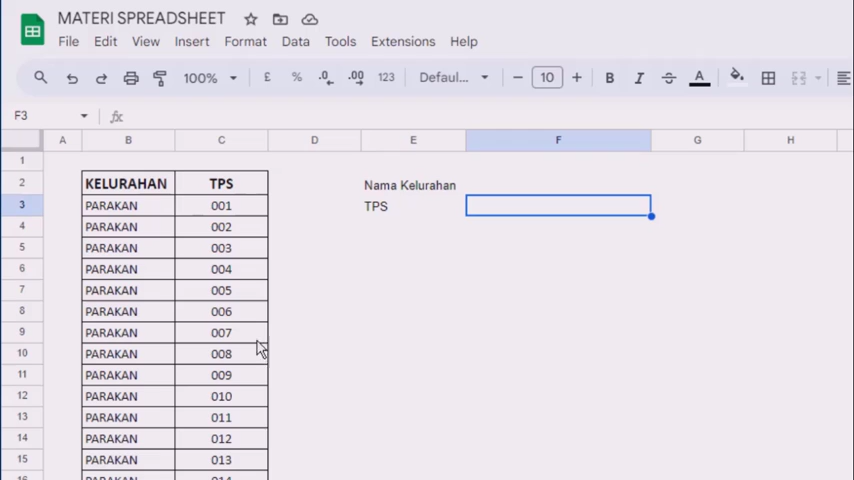 MATERI SPREADSHEET
File Edit View Insert Format Data Tools Extensions Help
100% £ % .0 .00 123 Defaul... − 10 + B I S A
F3 fx
A B C D E F G H
1
2 KELURAHAN TPS Nama Kelurahan
3 PARAKAN 001 TPS
4 PARAKAN 002
5 PARAKAN 003
6 PARAKAN 004
7 PARAKAN 005
8 PARAKAN 006
9 PARAKAN 007
10 PARAKAN 008
11 PARAKAN 009
12 PARAKAN 010
13 PARAKAN 011
14 PARAKAN 012
15 PARAKAN 013
16 PARAKAN 014